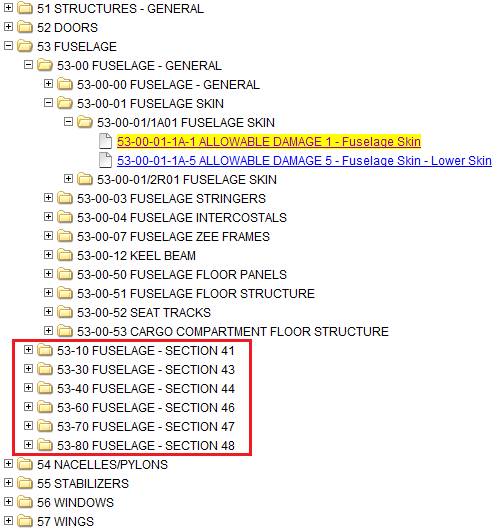 51 STRUCTURES - GENERAL
52 DOORS
53 FUSELAGE
53-00 FUSELAGE - GENERAL
53-00-00 FUSELAGE - GENERAL
53-00-01 FUSELAGE SKIN
53-00-01/1A01 FUSELAGE SKIN
53-00-01-1A-1 ALLOWABLE DAMAGE 1 - Fuselage Skin
53-00-01-1A-5 ALLOWABLE DAMAGE 5 - Fuselage Skin - Lower Skin
53-00-01/2R01 FUSELAGE SKIN
53-00-03 FUSELAGE STRINGERS
53-00-04 FUSELAGE INTERCOSTALS
53-00-07 FUSELAGE ZEE FRAMES
53-00-12 KEEL BEAM
53-00-50 FUSELAGE FLOOR PANELS
53-00-51 FUSELAGE FLOOR STRUCTURE
53-00-52 SEAT TRACKS
53-00-53 CARGO COMPARTMENT FLOOR STRUCTURE
53-10 FUSELAGE - SECTION 41
53-30 FUSELAGE - SECTION 43
53-40 FUSELAGE - SECTION 44
53-60 FUSELAGE - SECTION 46
53-70 FUSELAGE - SECTION 47
53-80 FUSELAGE - SECTION 48
54 NACELLES/PYLONS
55 STABILIZERS
56 WINDOWS
57 WINGS